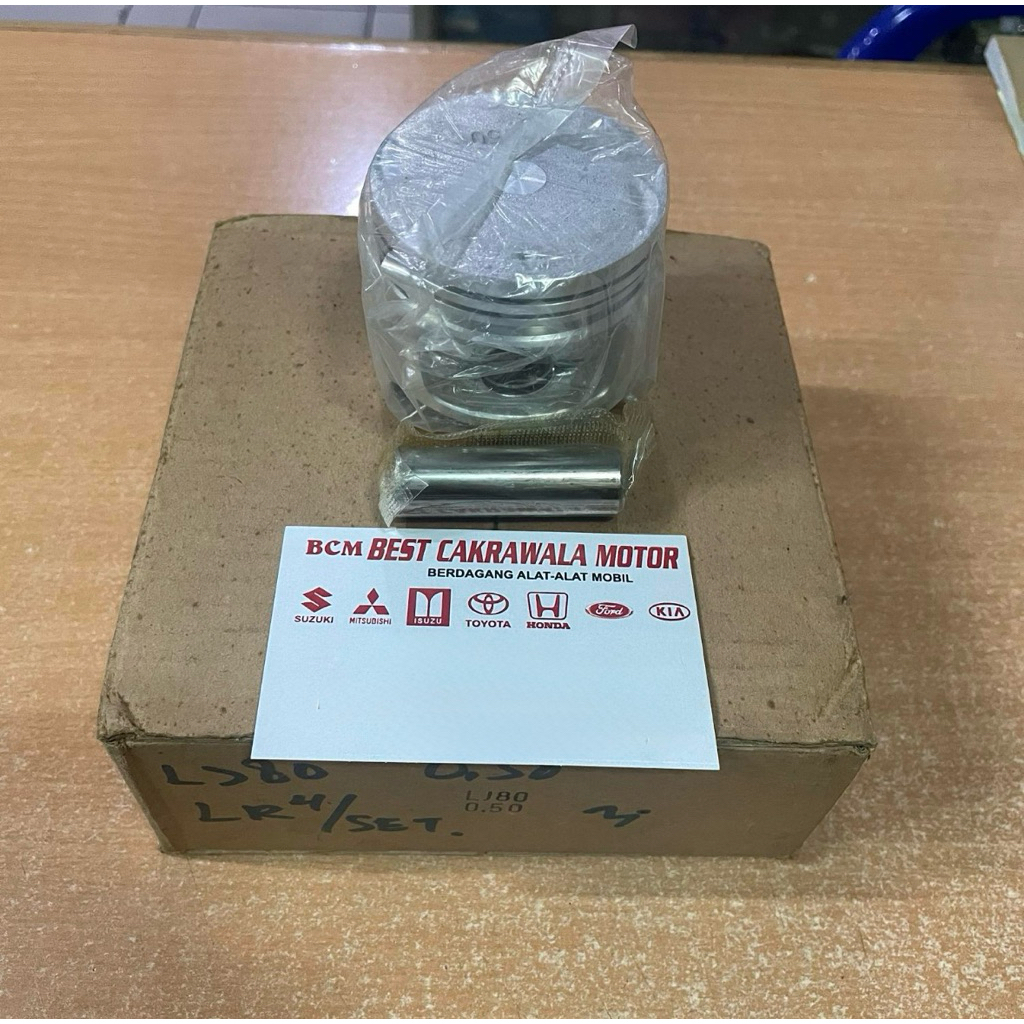 BCM BEST CAKRAWALA MOTOR
BERDAGANG ALAT-ALAT MOBIL
SUZUKI MITSUBISHI ISUZU TOYOTA HONDA Ford KIA
LJ80 0.50
LJ80
0.50
LR4/SET.